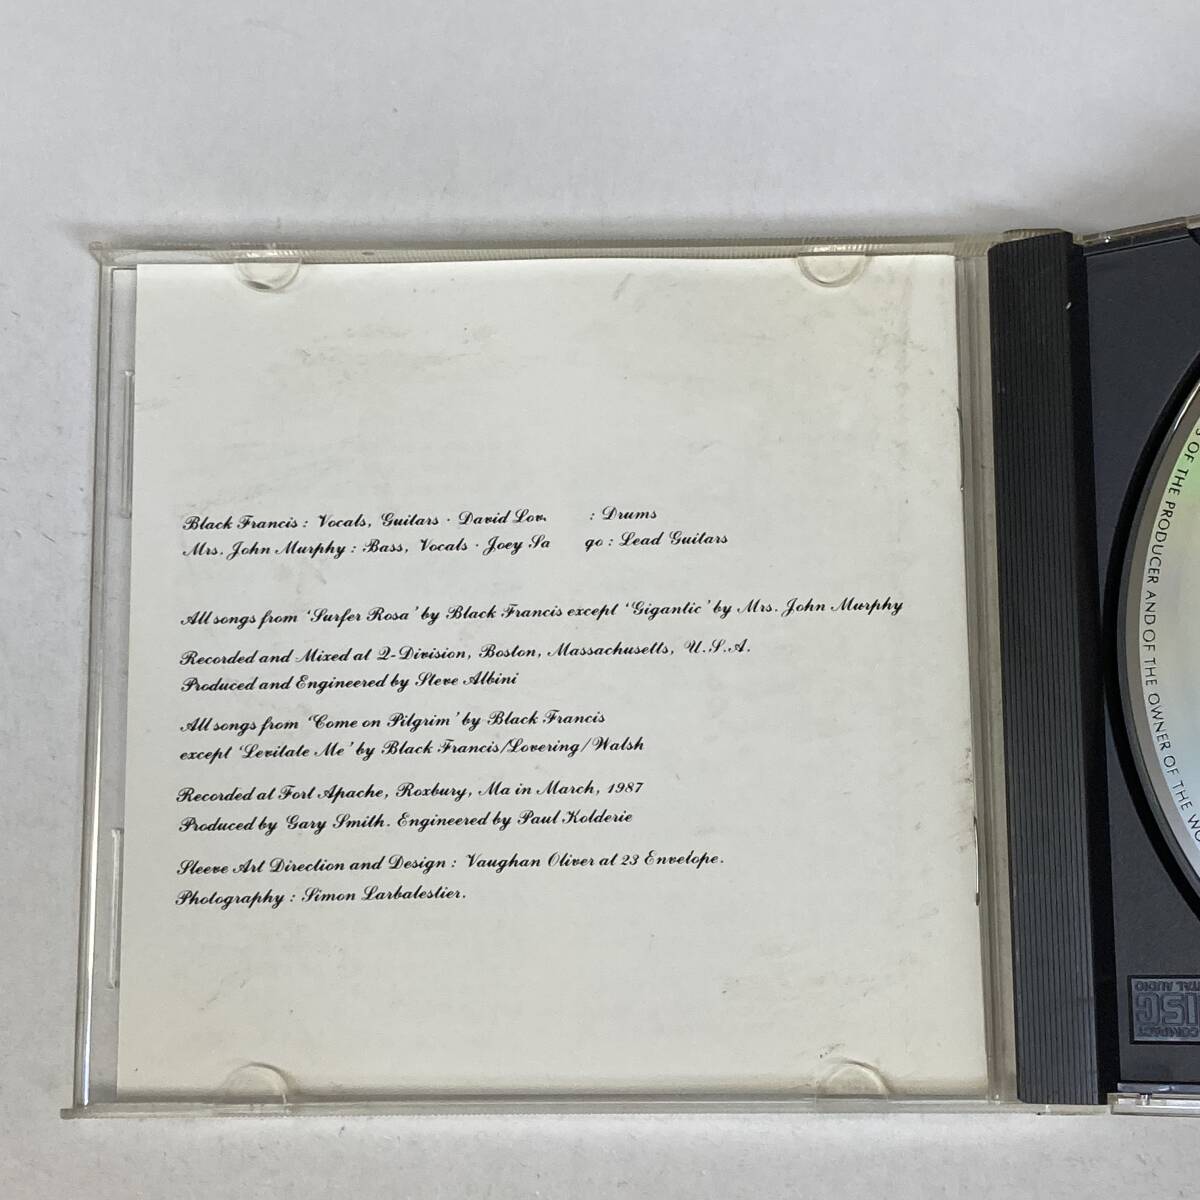 Black Francis : Vocals, Guitars · David Lov : Drums
Mrs. John Murphy : Bass, Vocals · Joey Sa go : Lead Guitars
All songs from 'Surfer Rosa' by Black Francis except 'Gigantic' by Mrs. John Murphy
Recorded and Mixed at Q-Division, Boston, Massachusetts, U.S.A.
Produced and Engineered by Steve Albini
All songs from 'Come on Pilgrim' by Black Francis
except 'Levitate Me' by Black Francis/Lovering/Walsh
Recorded at Fort Apache, Roxbury, Ma in March, 1987
Produced by Gary Smith. Engineered by Paul Kolderie
Sleeve Art Direction and Design : Vaughan Oliver at 23 Envelope.
Photography : Simon Larbalestier.
S OF THE PRODUCER AND OF THE OWNER OF THE WO
COMPACT
ISC
ITAL AUDIO